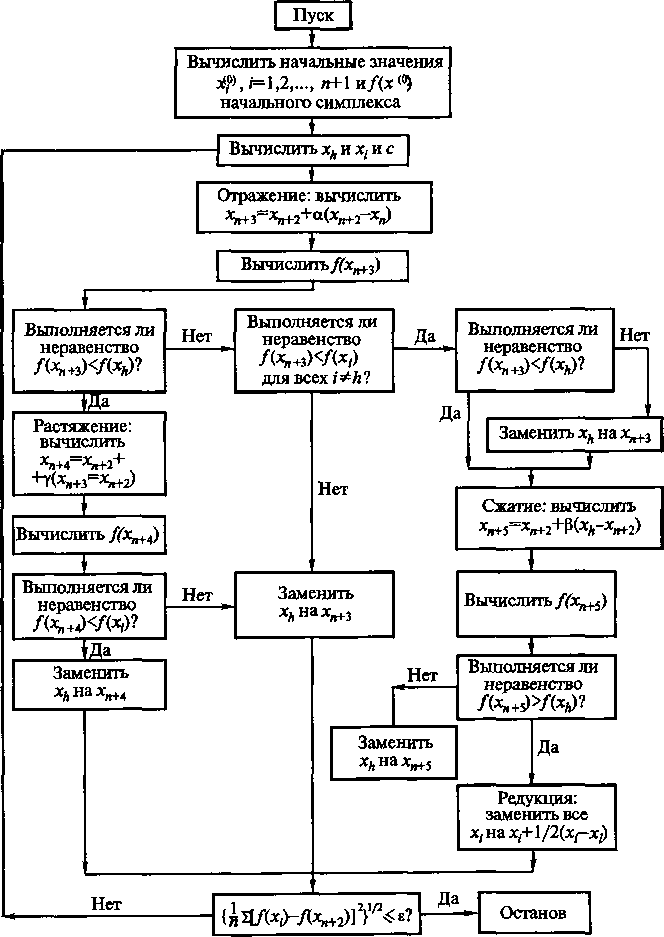 Пуск
Вычислить начальные значения
x_i^(0), i=1,2,..., n+1 и f(x^(0))
начального симплекса
Вычислить x_h и x_i и c
Отражение: вычислить
x_{n+3}=x_{n+2}+α(x_{n+2}–x_n)
Вычислить f(x_{n+3})
Выполняется ли
неравенство
f(x_{n+3})<f(x_h)?
Нет
Выполняется ли
неравенство
f(x_{n+3})<f(x_i)
для всех i≠h?
Да
Выполняется ли
неравенство
f(x_{n+3})<f(x_h)?
Нет
Да
Да
Растяжение:
вычислить
x_{n+4}=x_{n+2}+
+γ(x_{n+3}=x_{n+2})
Заменить x_h на x_{n+3}
Нет
Сжатие: вычислить
x_{n+5}=x_{n+2}+β(x_h–x_{n+2})
Вычислить f(x_{n+4})
Выполняется ли
неравенство
f(x_{n+4})<f(x_l)?
Нет
Заменить
x_h на x_{n+3}
Вычислить f(x_{n+5})
Да
Заменить
x_h на x_{n+4}
Нет
Выполняется ли
неравенство
f(x_{n+5})>f(x_h)?
Заменить
x_h на x_{n+5}
Да
Редукция:
заменить все
x_i на x_i+1/2(x_i–x_l)
Нет
{1/n Σ[f(x_i)–f(x_{n+2})]^2}^{1/2}≤ε?
Да
Останов